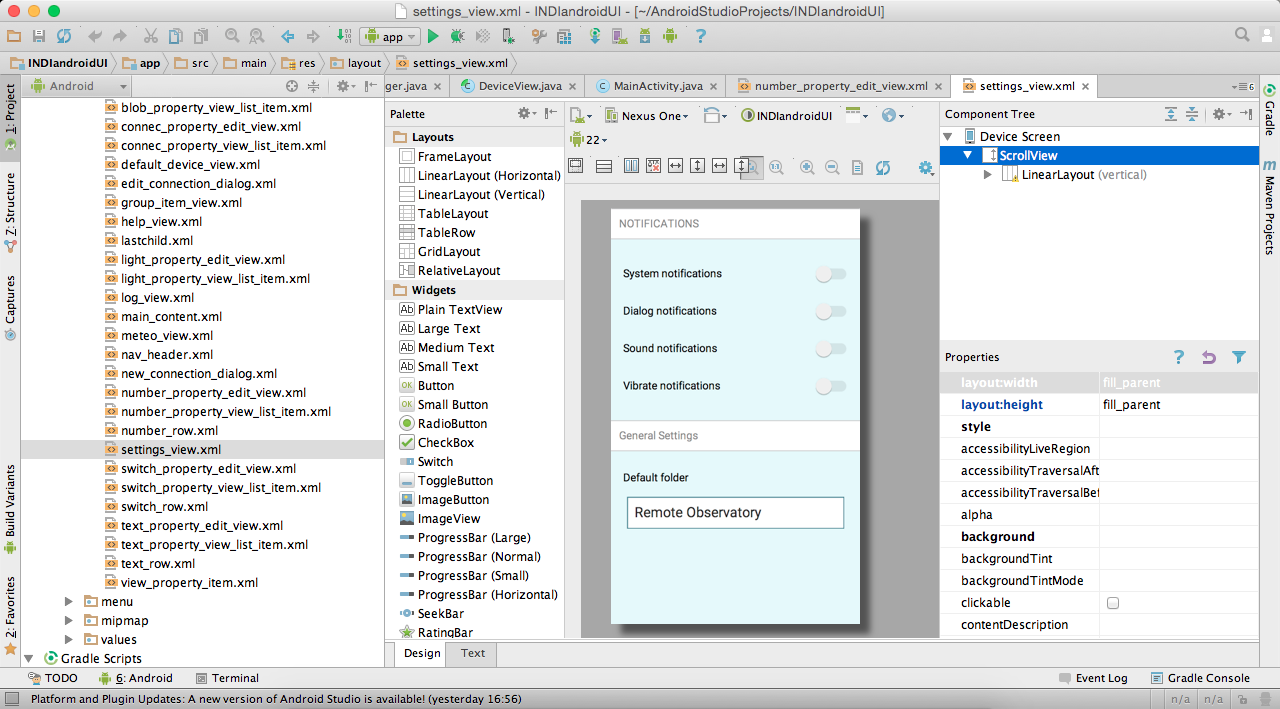 settings_view.xml - INDIandroidUI - [~/AndroidStudioProjects/INDIandroidUI]
app
INDIandroidUI
app
src
main
res
layout
settings_view.xml
Android
ger.java
DeviceView.java
MainActivity.java
number_property_edit_view.xml
settings_view.xml
6
1: Project
Z: Structure
Captures
Build Variants
2: Favorites
blob_property_view_list_item.xml
connec_property_edit_view.xml
connec_property_view_list_item.xml
default_device_view.xml
edit_connection_dialog.xml
group_item_view.xml
help_view.xml
lastchild.xml
light_property_edit_view.xml
light_property_view_list_item.xml
log_view.xml
main_content.xml
meteo_view.xml
nav_header.xml
new_connection_dialog.xml
number_property_edit_view.xml
number_property_view_list_item.xml
number_row.xml
settings_view.xml
switch_property_edit_view.xml
switch_property_view_list_item.xml
switch_row.xml
text_property_edit_view.xml
text_property_view_list_item.xml
text_row.xml
view_property_item.xml
menu
mipmap
values
Gradle Scripts
Palette
Layouts
FrameLayout
LinearLayout (Horizontal)
LinearLayout (Vertical)
TableLayout
TableRow
GridLayout
RelativeLayout
Widgets
Ab Plain TextView
Ab Large Text
Ab Medium Text
Ab Small Text
OK Button
OK Small Button
RadioButton
CheckBox
Switch
ToggleButton
ImageButton
ImageView
ProgressBar (Large)
ProgressBar (Normal)
ProgressBar (Small)
ProgressBar (Horizontal)
SeekBar
RatingBar
Nexus One
INDIandroidUI
22
1:1
NOTIFICATIONS
System notifications
Dialog notifications
Sound notifications
Vibrate notifications
General Settings
Default folder
Remote Observatory
Design
Text
Component Tree
Device Screen
ScrollView
LinearLayout (vertical)
Properties
?
layout:width fill_parent
layout:height fill_parent
style
accessibilityLiveRegion
accessibilityTraversalAft
accessibilityTraversalBet
alpha
background
backgroundTint
backgroundTintMode
clickable
contentDescription
Gradle
m Maven Projects
TODO
6: Android
Terminal
Event Log
Gradle Console
Platform and Plugin Updates: A new version of Android Studio is available! (yesterday 16:56)
n/a
n/a